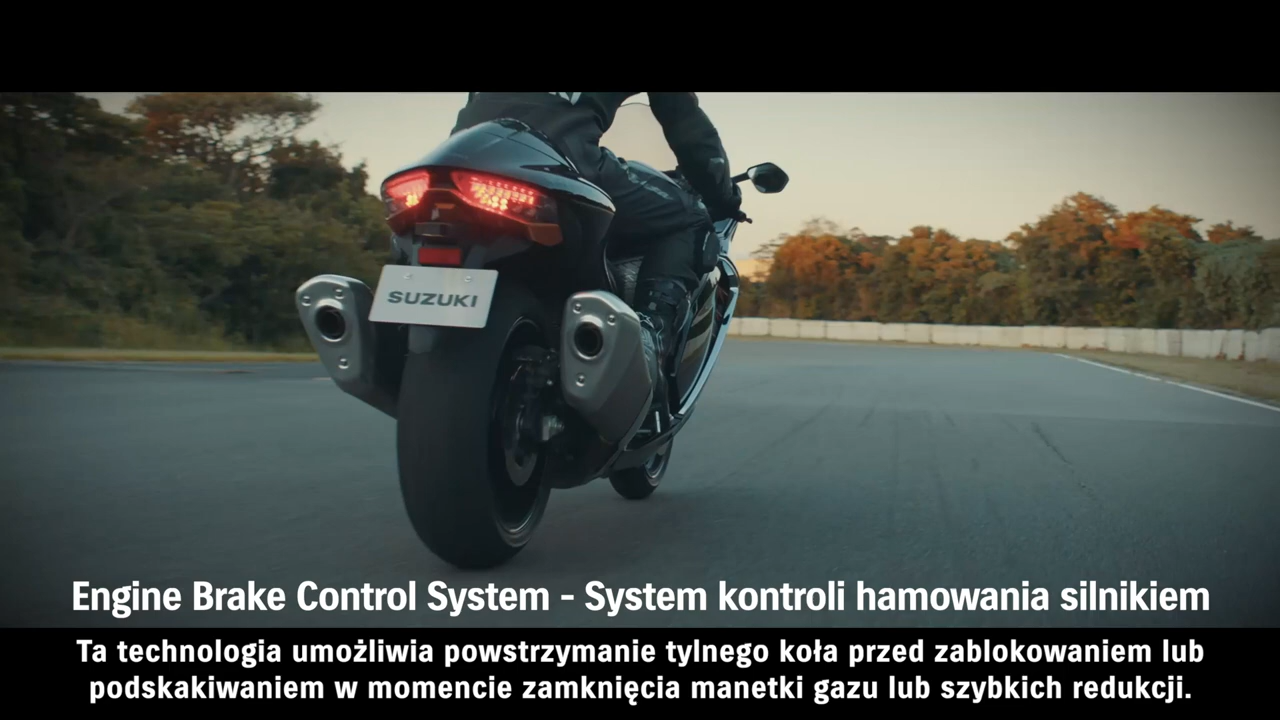 SUZUKI
Engine Brake Control System - System kontroli hamowania silnikiem
Ta technologia umożliwia powstrzymanie tylnego koła przed zablokowaniem lub
podskakiwaniem w momencie zamknięcia manetki gazu lub szybkich redukcji.